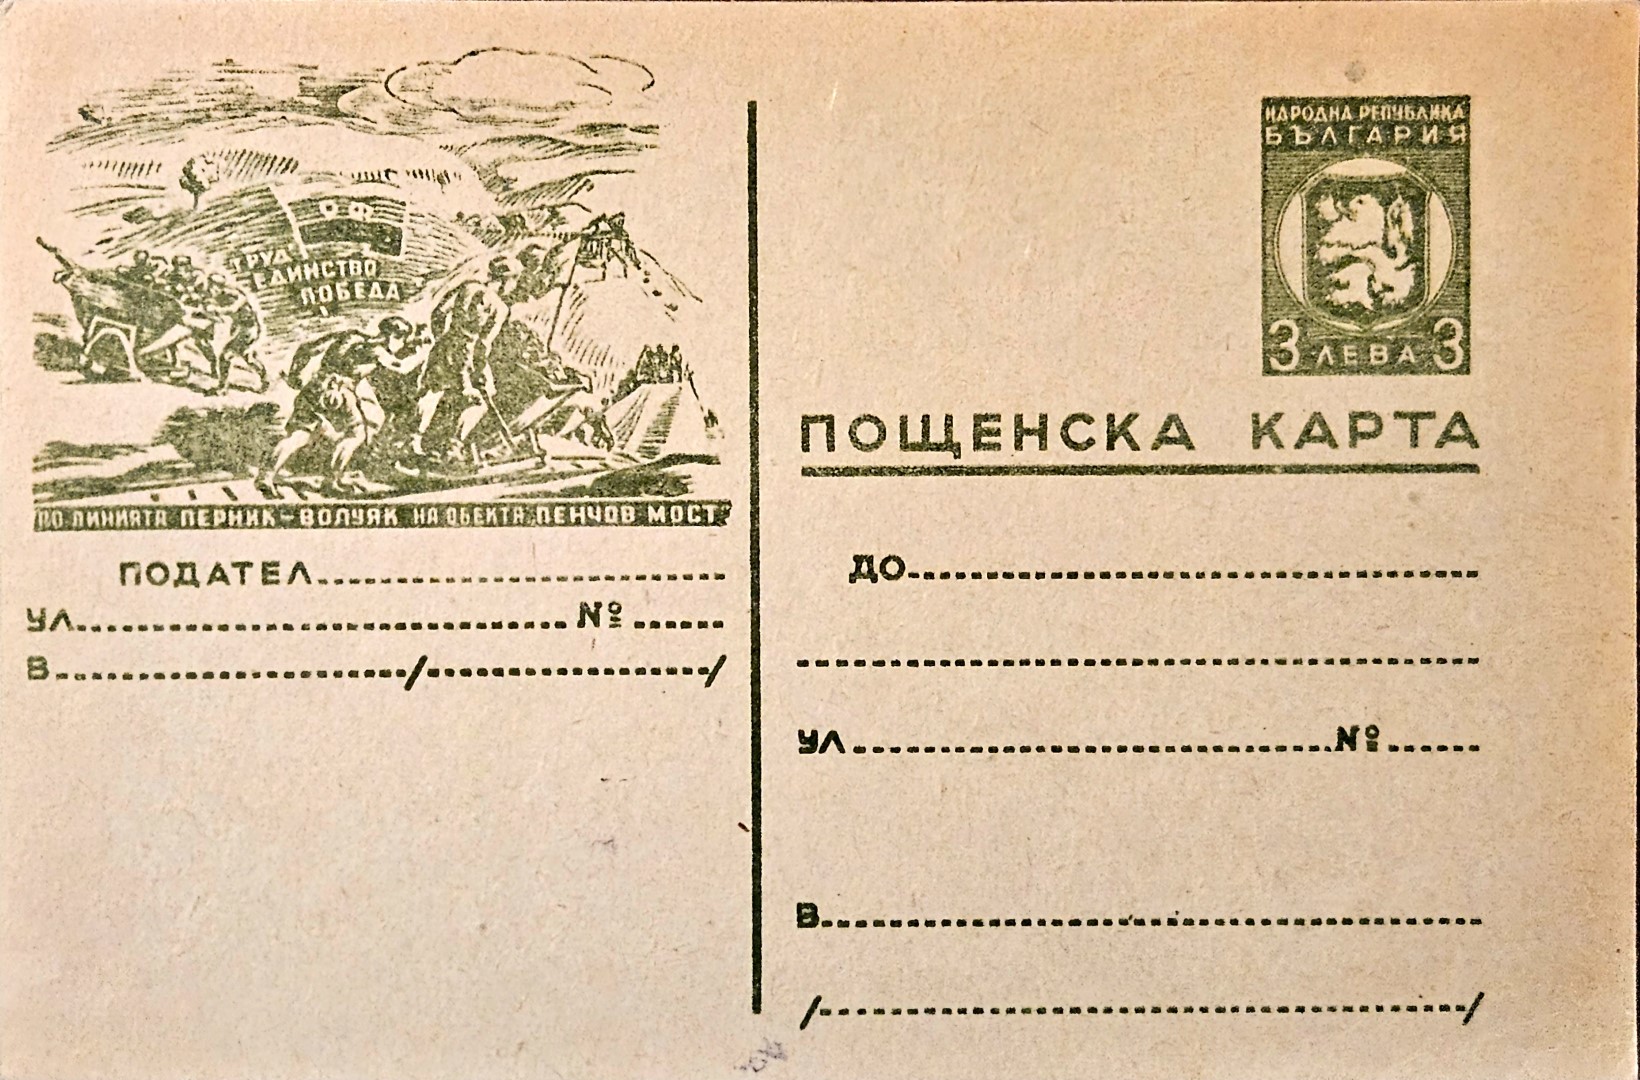 О Ф
ТРУД
ЕДИНСТВО
ПОБЕДА
ПО ЛИНИЯТА ПЕРНИК–ВОЛУЯК НА ОБЕКТА ПЕНЧОВ МОСТ
ПОДАТЕЛ
УЛ. №
В / /
НАРОДНА РЕПУБЛИКА
БЪЛГАРИЯ
3 ЛЕВА 3
ПОЩЕНСКА КАРТА
ДО
УЛ. №
В
/ /